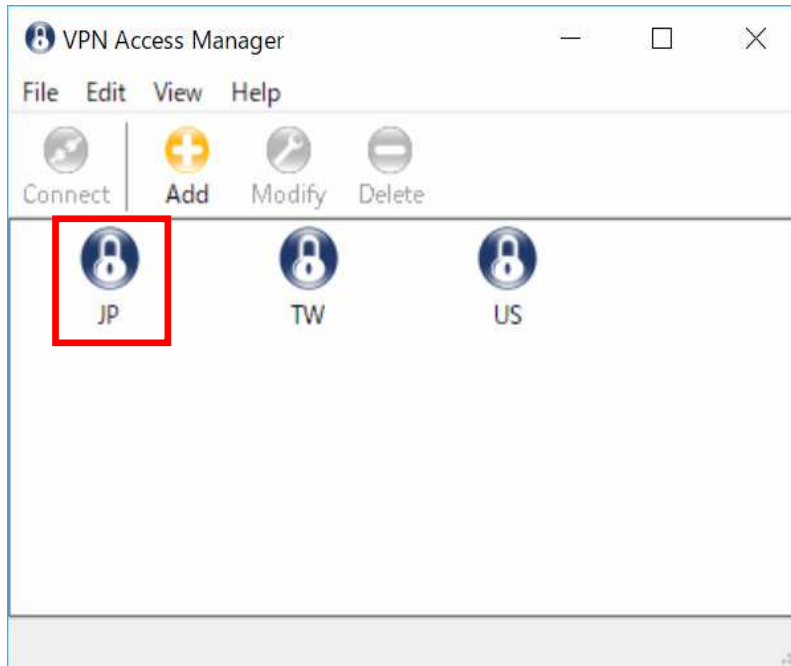 VPN Access Manager
File Edit View Help
Connect Add Modify Delete
JP TW US